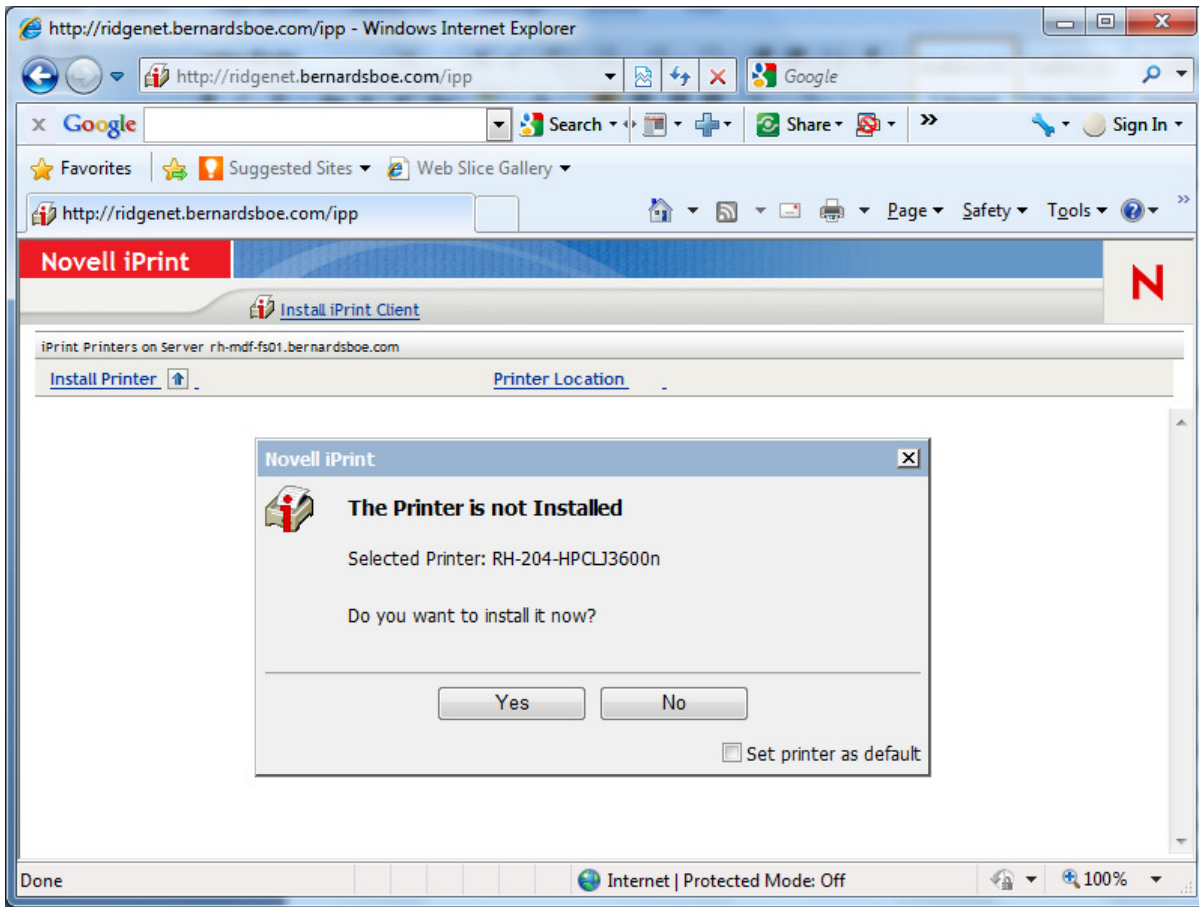 http://ridgenet.bernardsboe.com/ipp - Windows Internet Explorer
http://ridgenet.bernardsboe.com/ipp Google
x Google Search Share » Sign In
Favorites Suggested Sites Web Slice Gallery
http://ridgenet.bernardsboe.com/ipp Page Safety Tools »
Novell iPrint N
Install iPrint Client
iPrint Printers on Server rh-mdf-fs01.bernardsboe.com
Install Printer Printer Location
Novell iPrint
The Printer is not Installed
Selected Printer: RH-204-HPCLJ3600n
Do you want to install it now?
Yes No
Set printer as default
Done Internet | Protected Mode: Off 100%